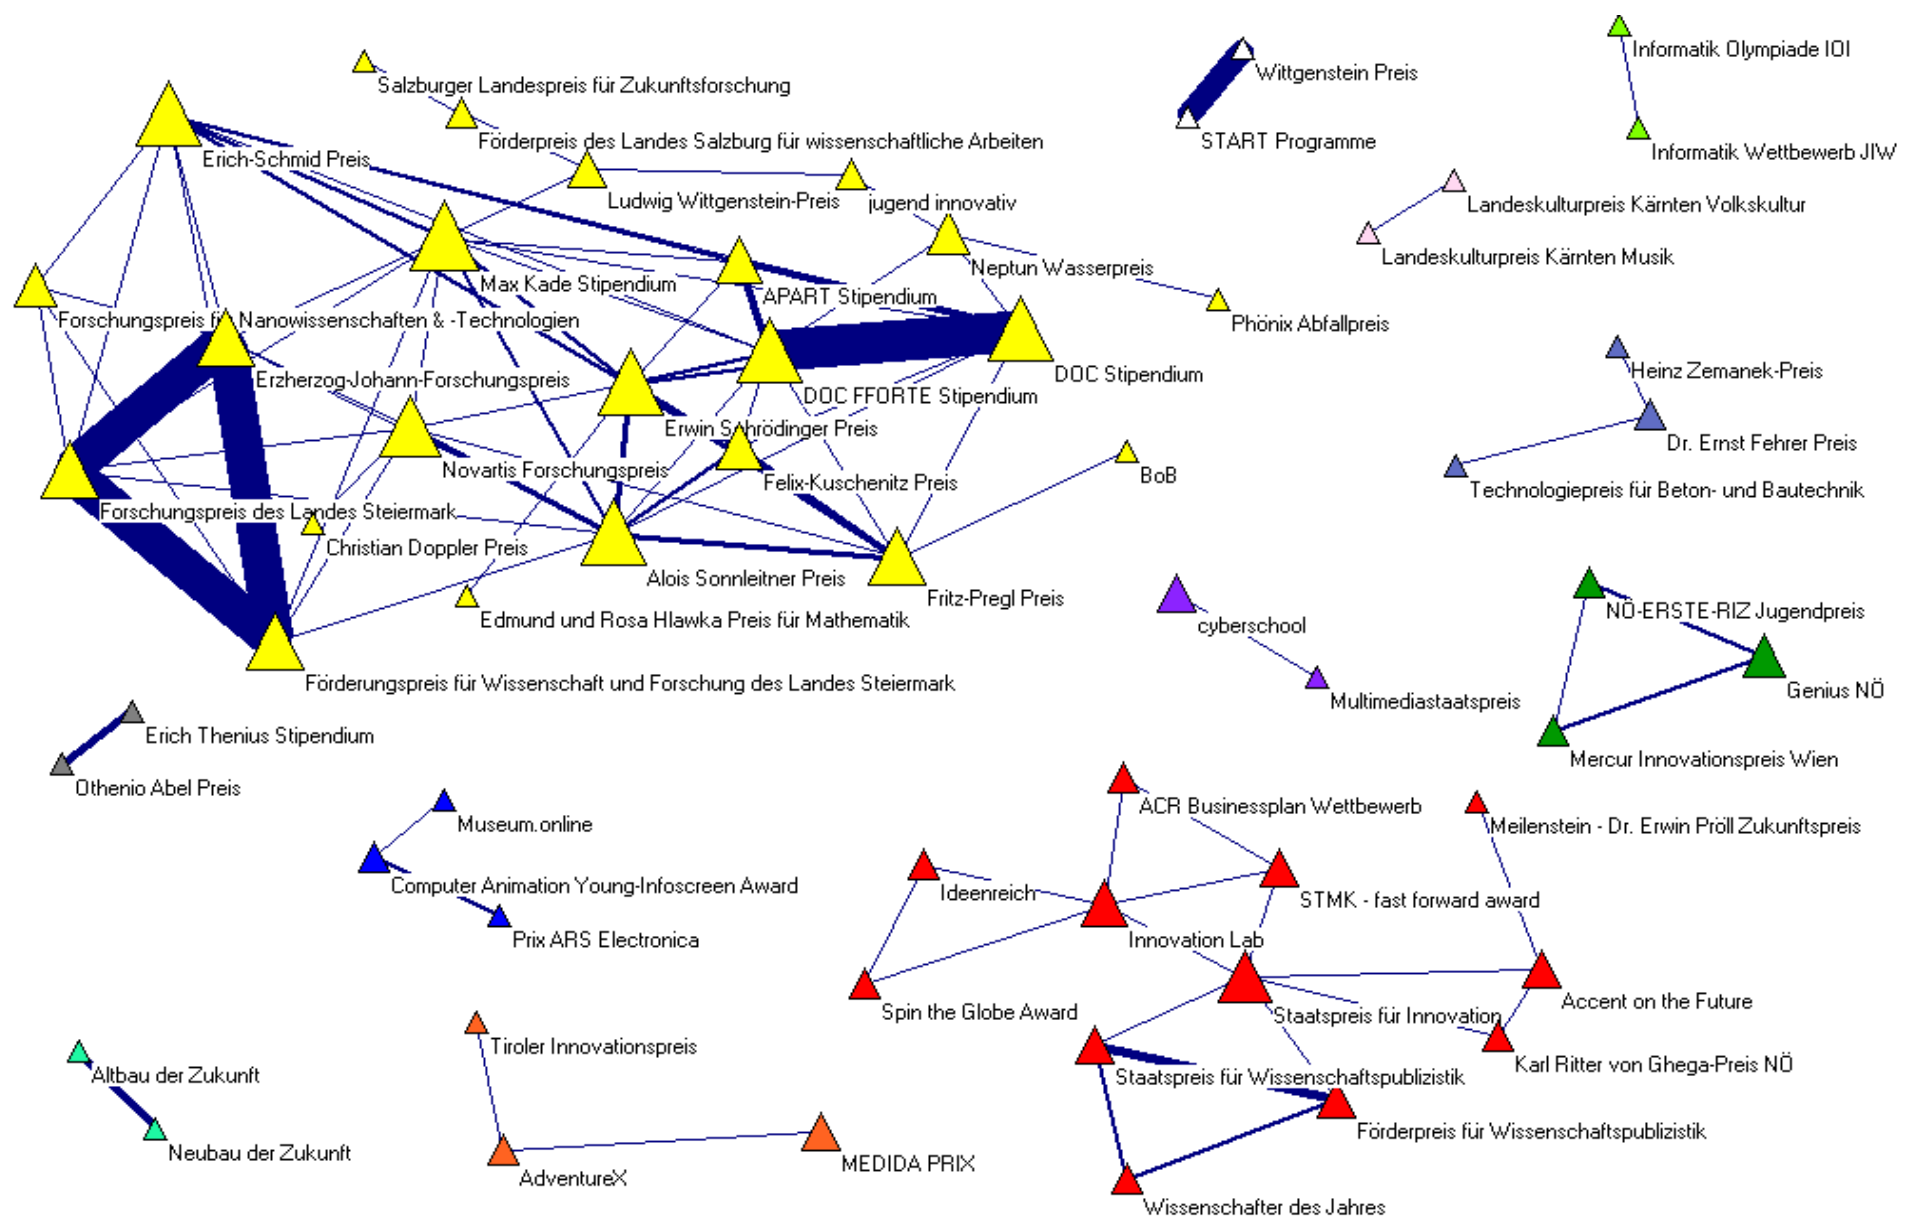 Informatik Olympiade IOI
Wittgenstein Preis
Salzburger Landespreis für Zukunftsforschung
START Programme
Förderpreis des Landes Salzburg für wissenschaftliche Arbeiten
Informatik Wettbewerb JIW
Erich-Schmid Preis
Ludwig Wittgenstein-Preis
jugend innovativ
Landeskulturpreis Kärnten Volkskultur
Landeskulturpreis Kärnten Musik
Neptun Wasserpreis
Max Kade Stipendium
APART Stipendium
Forschungspreis für Nanowissenschaften & -Technologien
Phönix Abfallpreis
Heinz Zemanek-Preis
DOC Stipendium
Erzherzog-Johann-Forschungspreis
DOC FFORTE Stipendium
Erwin Schrödinger Preis
Dr. Ernst Fehrer Preis
Novartis Forschungspreis
BoB
Felix-Kuschenitz Preis
Technologiepreis für Beton- und Bautechnik
Forschungspreis des Landes Steiermark
Christian Doppler Preis
Alois Sonnleitner Preis
Fritz-Pregl Preis
NÖ-ERSTE-RIZ Jugendpreis
Edmund und Rosa Hlawka Preis für Mathematik
cyberschool
Förderungspreis für Wissenschaft und Forschung des Landes Steiermark
Genius NÖ
Multimediastaatspreis
Erich Thenius Stipendium
Mercur Innovationspreis Wien
Othenio Abel Preis
ACR Businessplan Wettbewerb
Museum.online
Meilenstein - Dr. Erwin Pröll Zukunftspreis
Computer Animation Young-Infoscreen Award
Ideenreich
STMK - fast forward award
Prix ARS Electronica
Innovation Lab
Accent on the Future
Spin the Globe Award
Staatspreis für Innovation
Tiroler Innovationspreis
Karl Ritter von Ghega-Preis NÖ
Altbau der Zukunft
Staatspreis für Wissenschaftspublizistik
Förderpreis für Wissenschaftspublizistik
Neubau der Zukunft
MEDIDA PRIX
AdventureX
Wissenschafter des Jahres